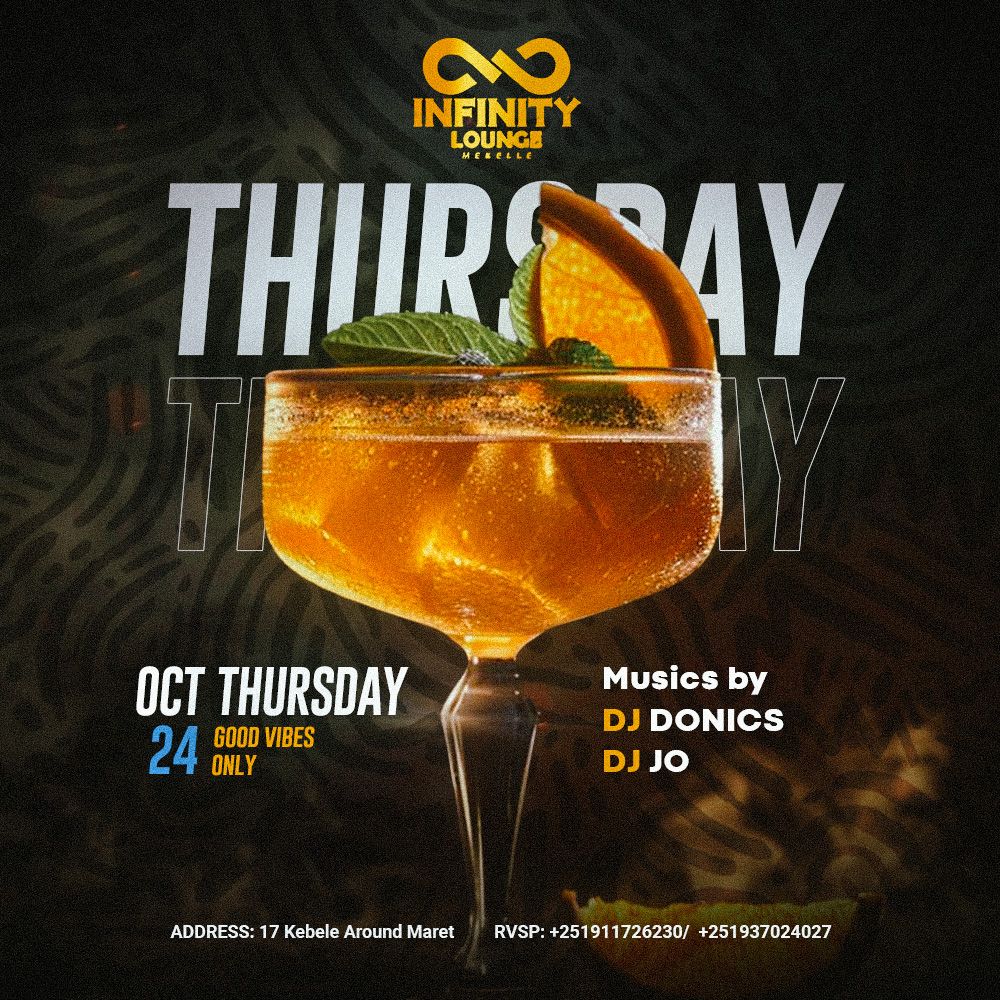 INFINITY
LOUNGE
MEKELLE
THURSDAY
THURSDAY
OCT THURSDAY
24 GOOD VIBES
ONLY
Musics by
DJ DONICS
DJ JO
ADDRESS: 17 Kebele Around Maret RVSP: +251911726230/ +251937024027